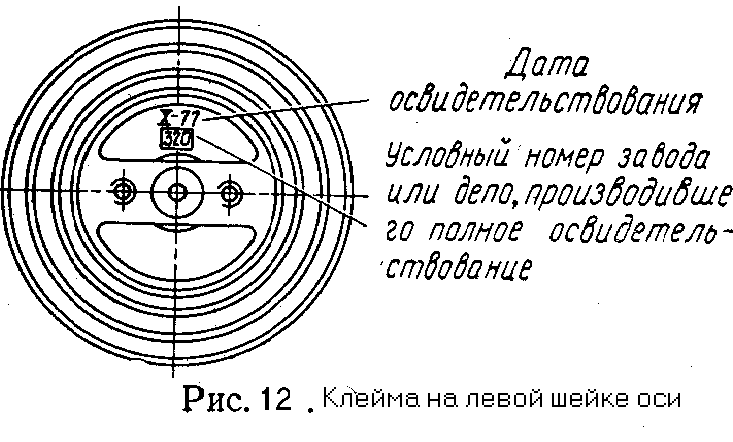 X-77
320
Дата
освидетельствования
Условный номер завода
или депо, производивше
го полное освидетель-
ствование
Рис. 12 . Клейма на левой шейке оси